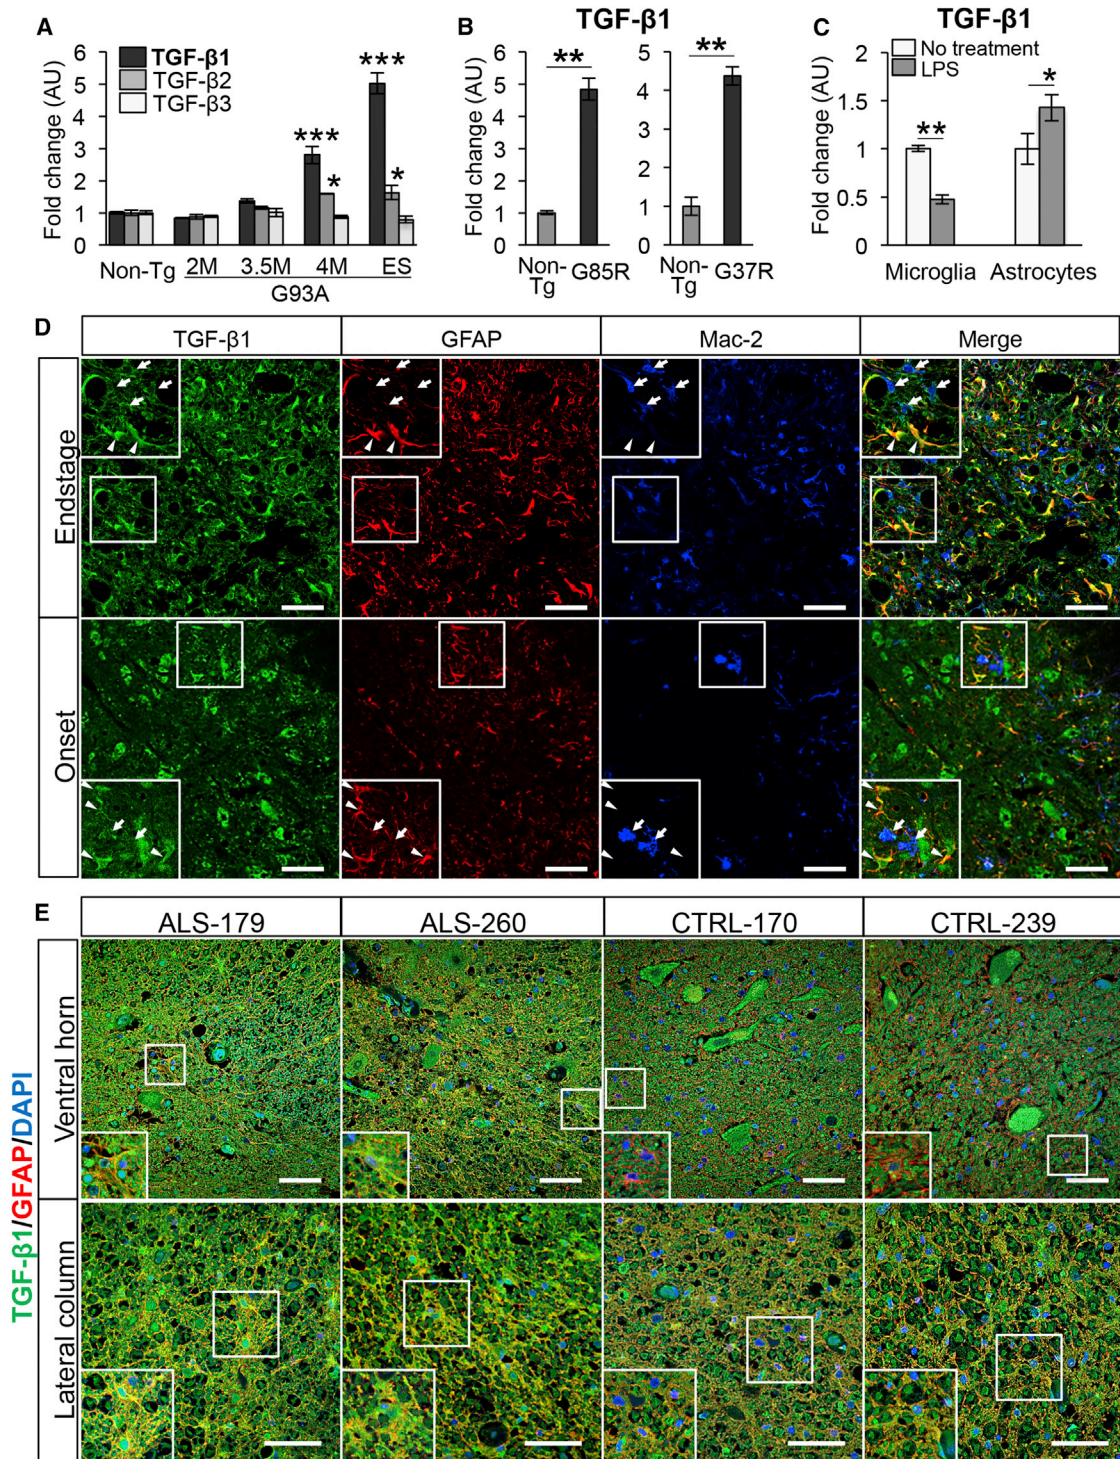 A
TGF-β1
TGF-β2
TGF-β3
Fold change (AU)
6
5
4
3
2
1
0
***
*
***
*
Non-Tg
2M
3.5M
4M
ES
G93A
TGF-β1
B
Fold change (AU)
6
5
4
3
2
1
0
**
Non-Tg
G85R
5
4
3
2
1
0
**
Non-Tg
G37R
TGF-β1
C
No treatment
LPS
Fold change (AU)
2
1.5
1
0.5
0
**
*
Microglia
Astrocytes
D
TGF-β1
GFAP
Mac-2
Merge
Endstage
Onset
E
ALS-179
ALS-260
CTRL-170
CTRL-239
TGF-β1/GFAP/DAPI
Ventral horn
Lateral column